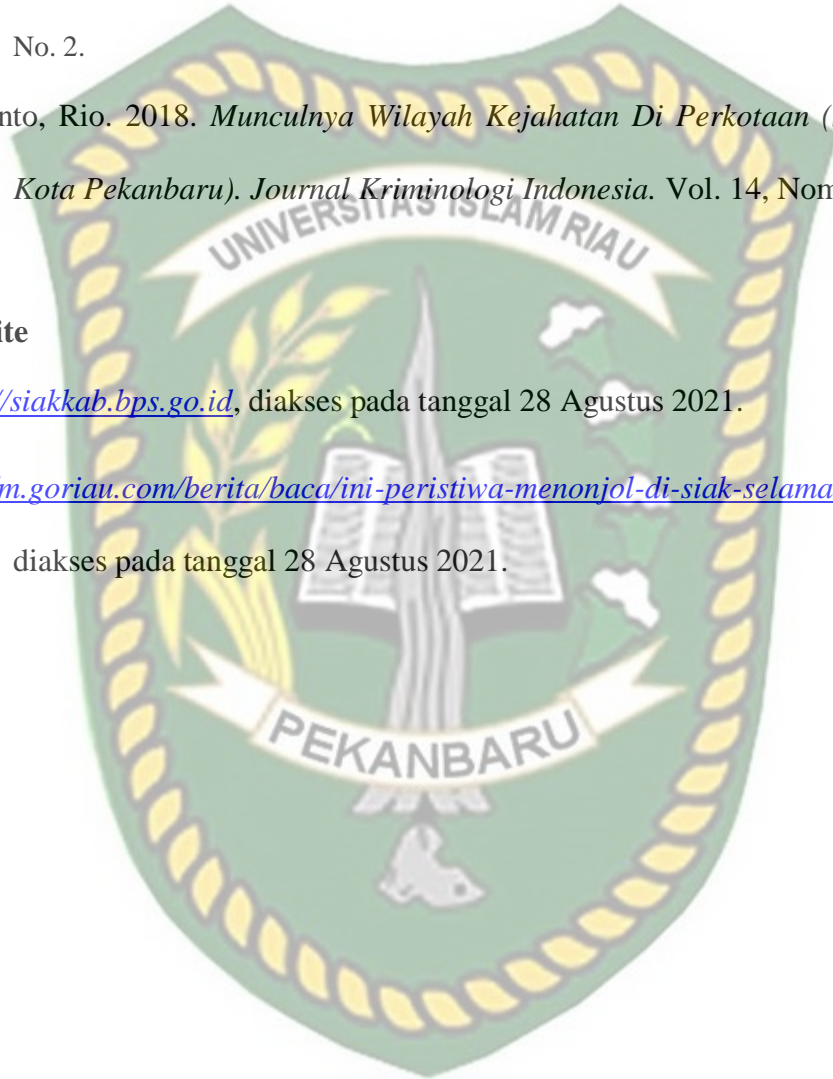 No. 2.
nto, Rio. 2018. Munculnya Wilayah Kejahatan Di Perkotaan (
Kota Pekanbaru). Journal Kriminologi Indonesia. Vol. 14, Nom
UNIVERSITAS ISLAM RIAU
ite
//siakkab.bps.go.id, diakses pada tanggal 28 Agustus 2021.
/m.goriau.com/berita/baca/ini-peristiwa-menonjol-di-siak-selama
diakses pada tanggal 28 Agustus 2021.
PEKANBARU